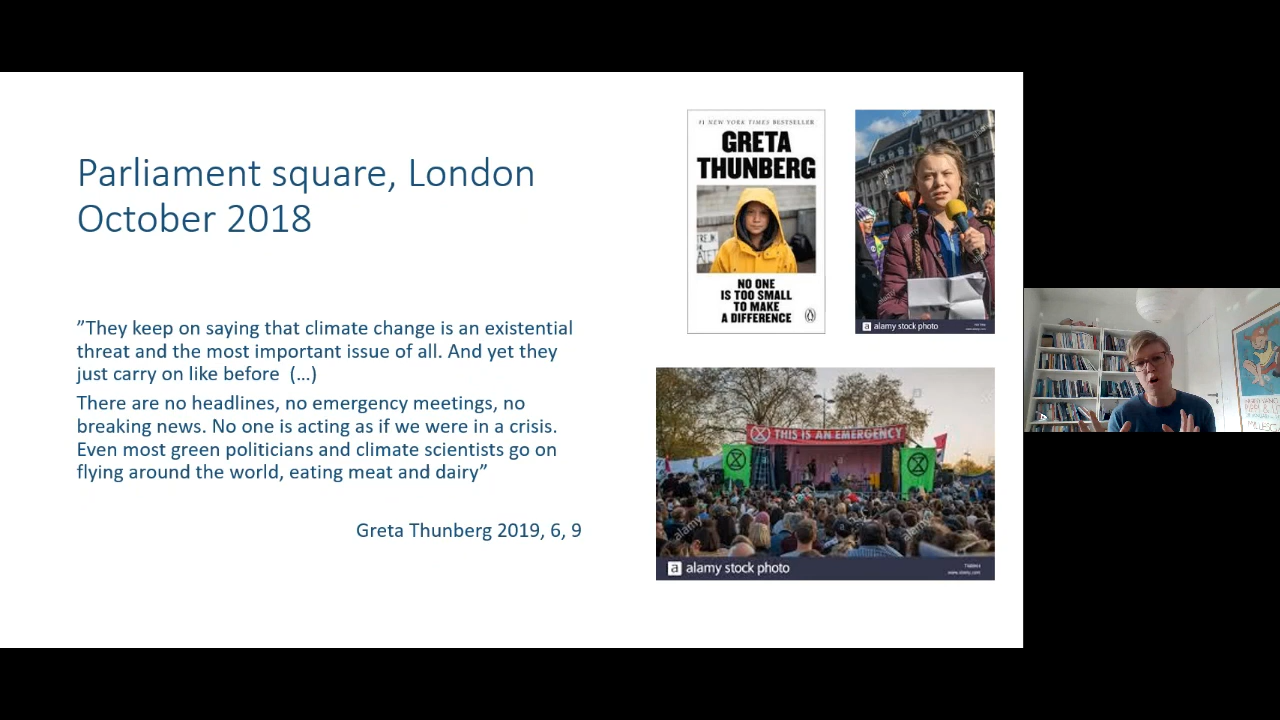 Parliament square, London
October 2018
”They keep on saying that climate change is an existential
threat and the most important issue of all. And yet they
just carry on like before (...)
There are no headlines, no emergency meetings, no
breaking news. No one is acting as if we were in a crisis.
Even most green politicians and climate scientists go on
flying around the world, eating meat and dairy”
Greta Thunberg 2019, 6, 9
#1 NEW YORK TIMES BESTSELLER
GRETA
THUNBERG
NO ONE
IS TOO SMALL
TO MAKE
A DIFFERENCE
a alamy stock photo
THIS IS AN EMERGENCY
a alamy stock photo
www.alamy.com